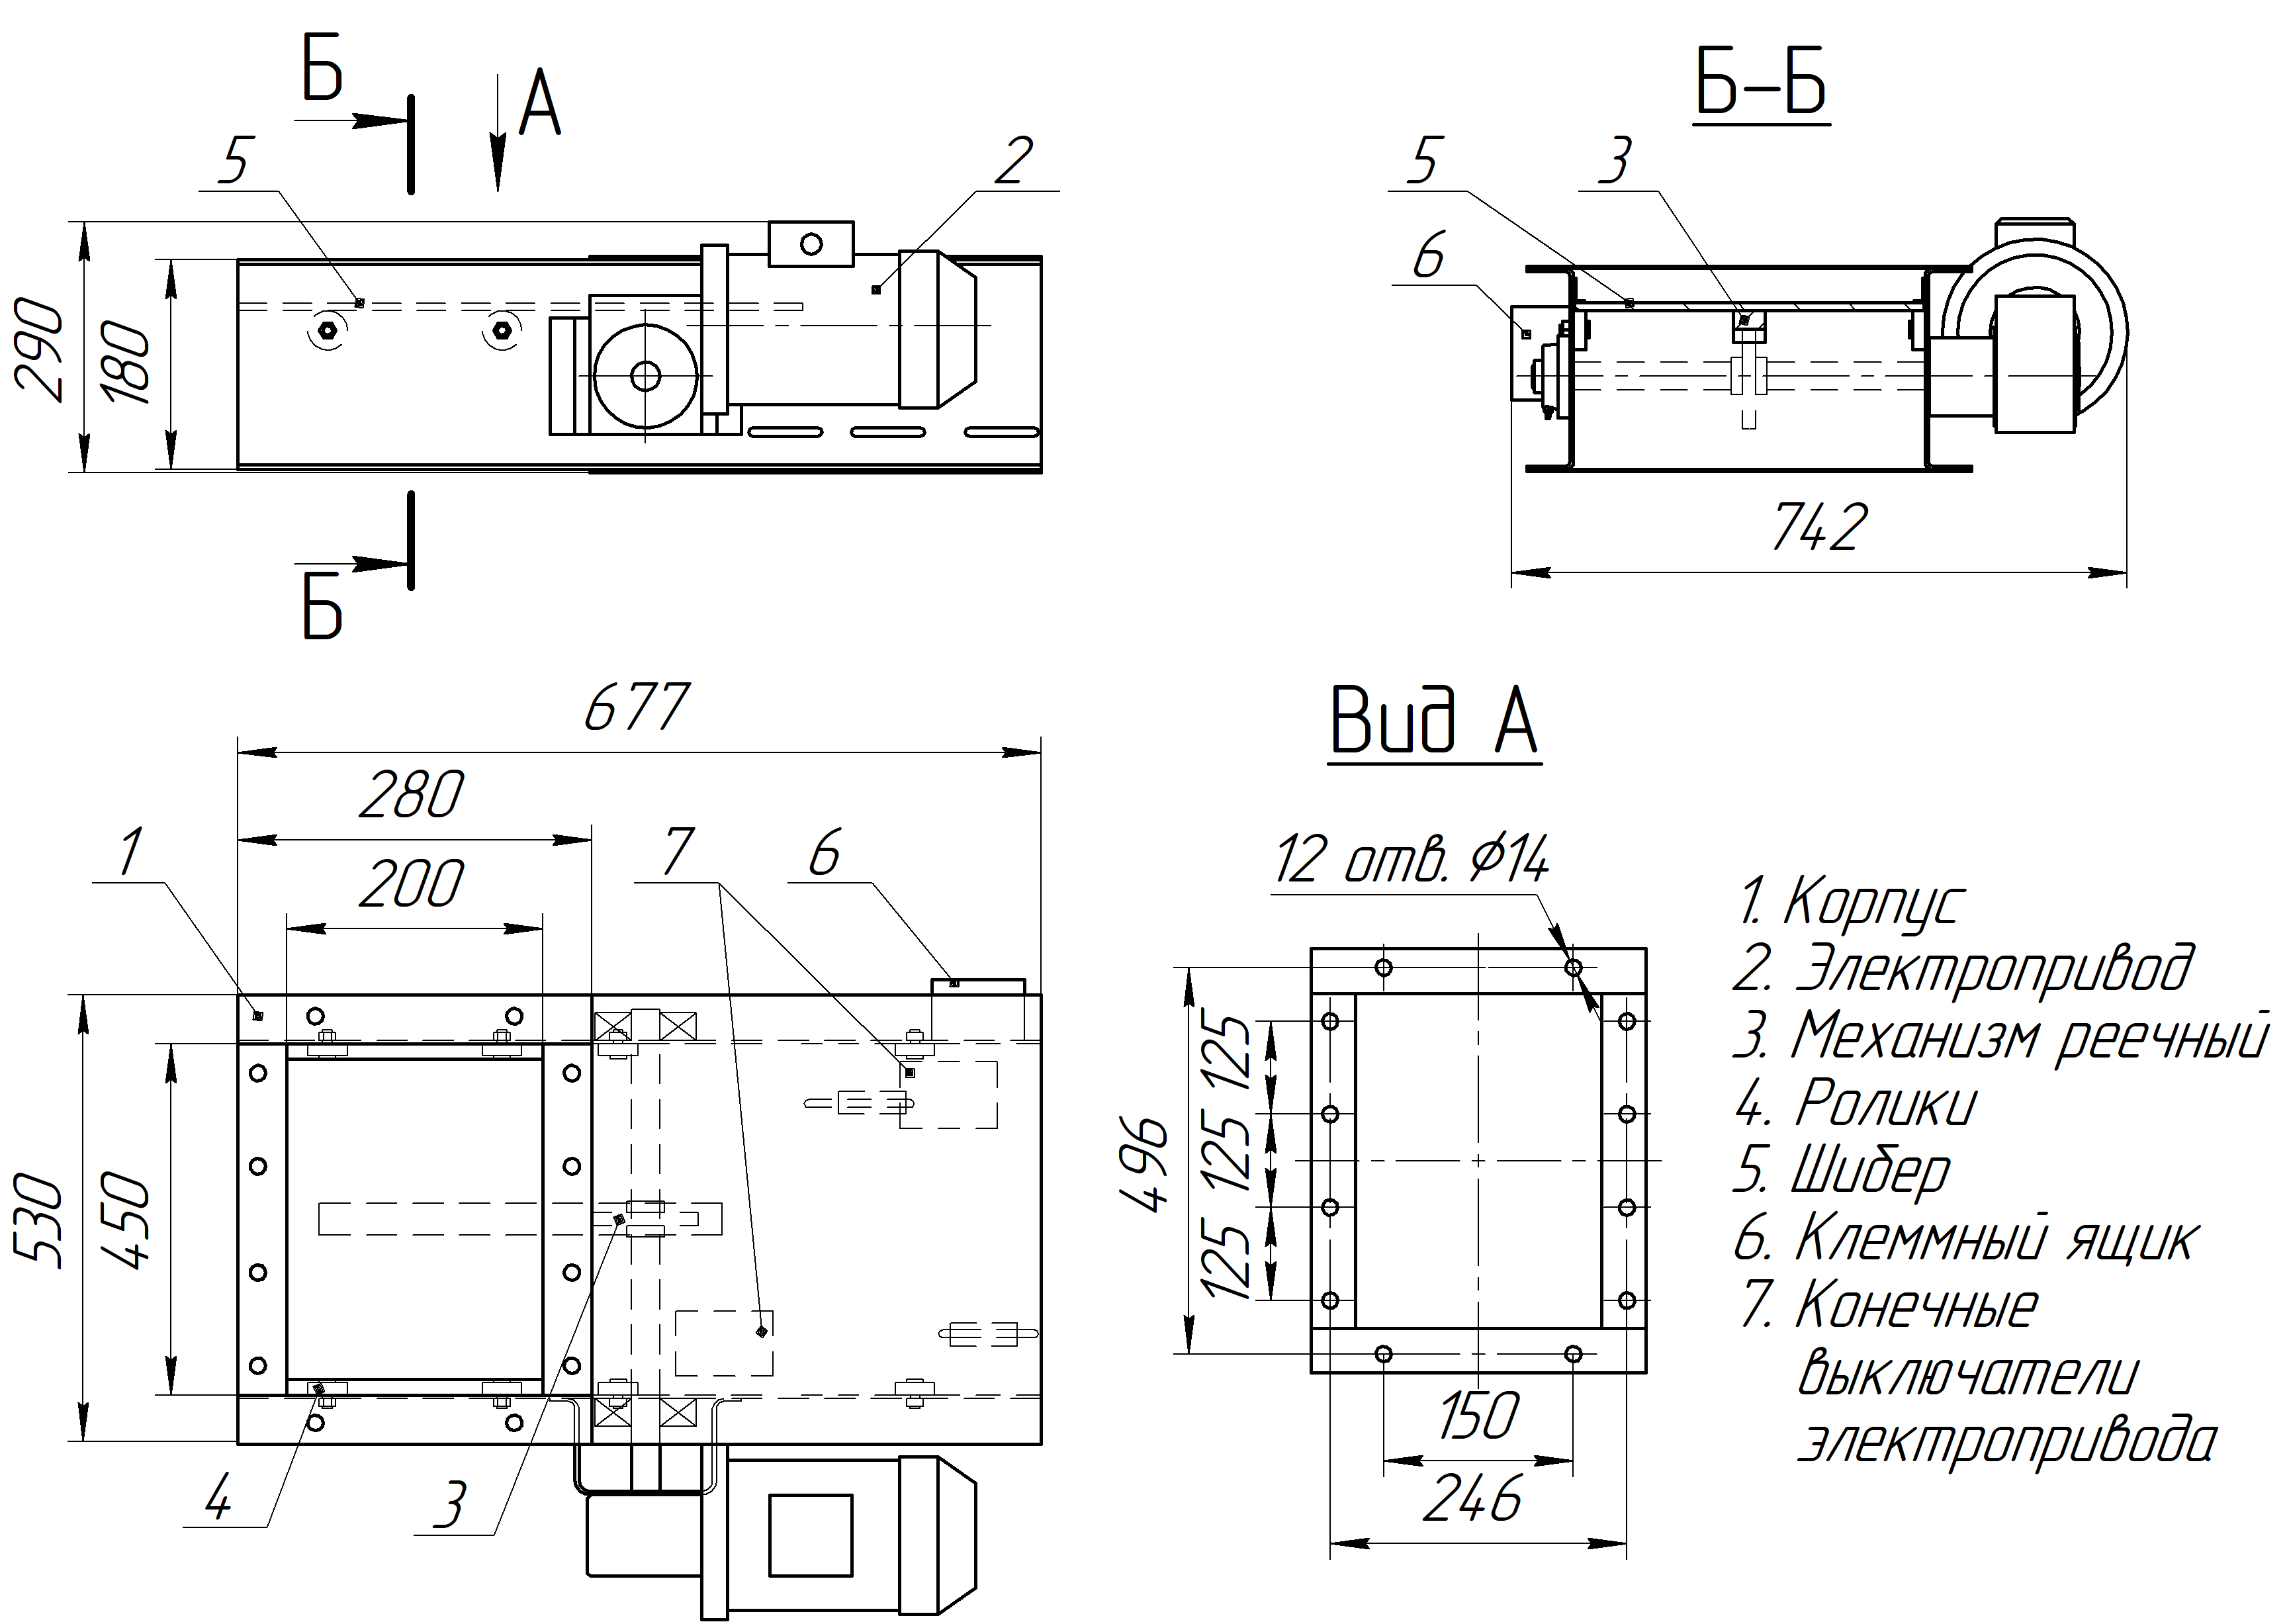 Б
А
5
2
290
180
Б
Б–Б
5
3
6
742
677
280
200
1
7
6
530
450
4
3
Вид А
12 отв. ϕ14
496
125
125
125
150
246
1. Корпус
2. Электропривод
3. Механизм реечный
4. Ролики
5. Шибер
6. Клеммный ящик
7. Конечные
выключатели
электропривода